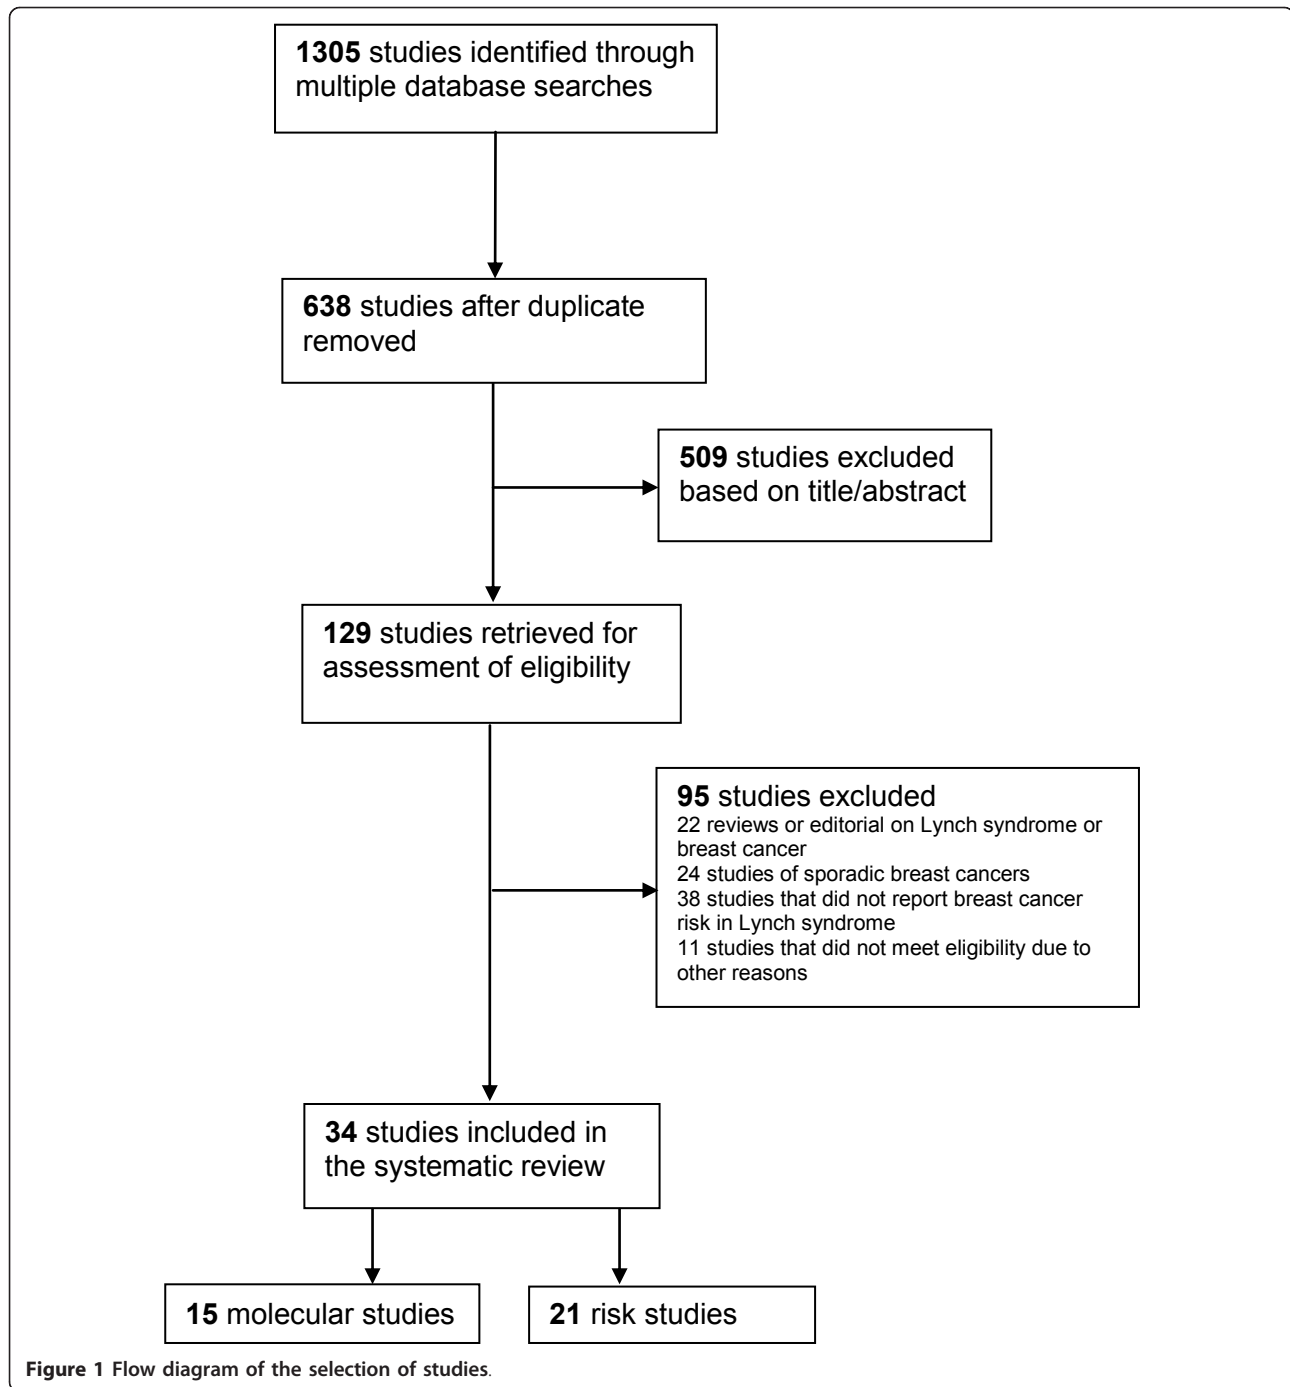 1305 studies identified through
multiple database searches
638 studies after duplicate
removed
509 studies excluded
based on title/abstract
129 studies retrieved for
assessment of eligibility
95 studies excluded
22 reviews or editorial on Lynch syndrome or
breast cancer
24 studies of sporadic breast cancers
38 studies that did not report breast cancer
risk in Lynch syndrome
11 studies that did not meet eligibility due to
other reasons
34 studies included in
the systematic review
15 molecular studies
21 risk studies
Figure 1 Flow diagram of the selection of studies.